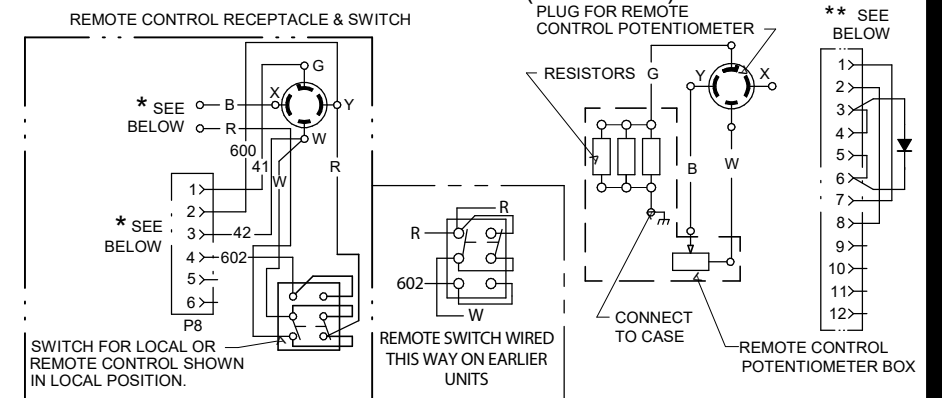 REMOTE CONTROL RECEPTACLE & SWITCH
G
X
Y
* SEE
BELOW
B
R
W
600
41
W
R
1
2
* SEE
BELOW
3
42
4
602
5
6
P8
SWITCH FOR LOCAL OR
REMOTE CONTROL SHOWN
IN LOCAL POSITION.
R
R
602
W
REMOTE SWITCH WIRED
THIS WAY ON EARLIER
UNITS
PLUG FOR REMOTE
CONTROL POTENTIOMETER
RESISTORS
G
Y
X
B
W
CONNECT
TO CASE
REMOTE CONTROL
POTENTIOMETER BOX
** SEE
BELOW
1
2
3
4
5
6
7
8
9
10
11
12